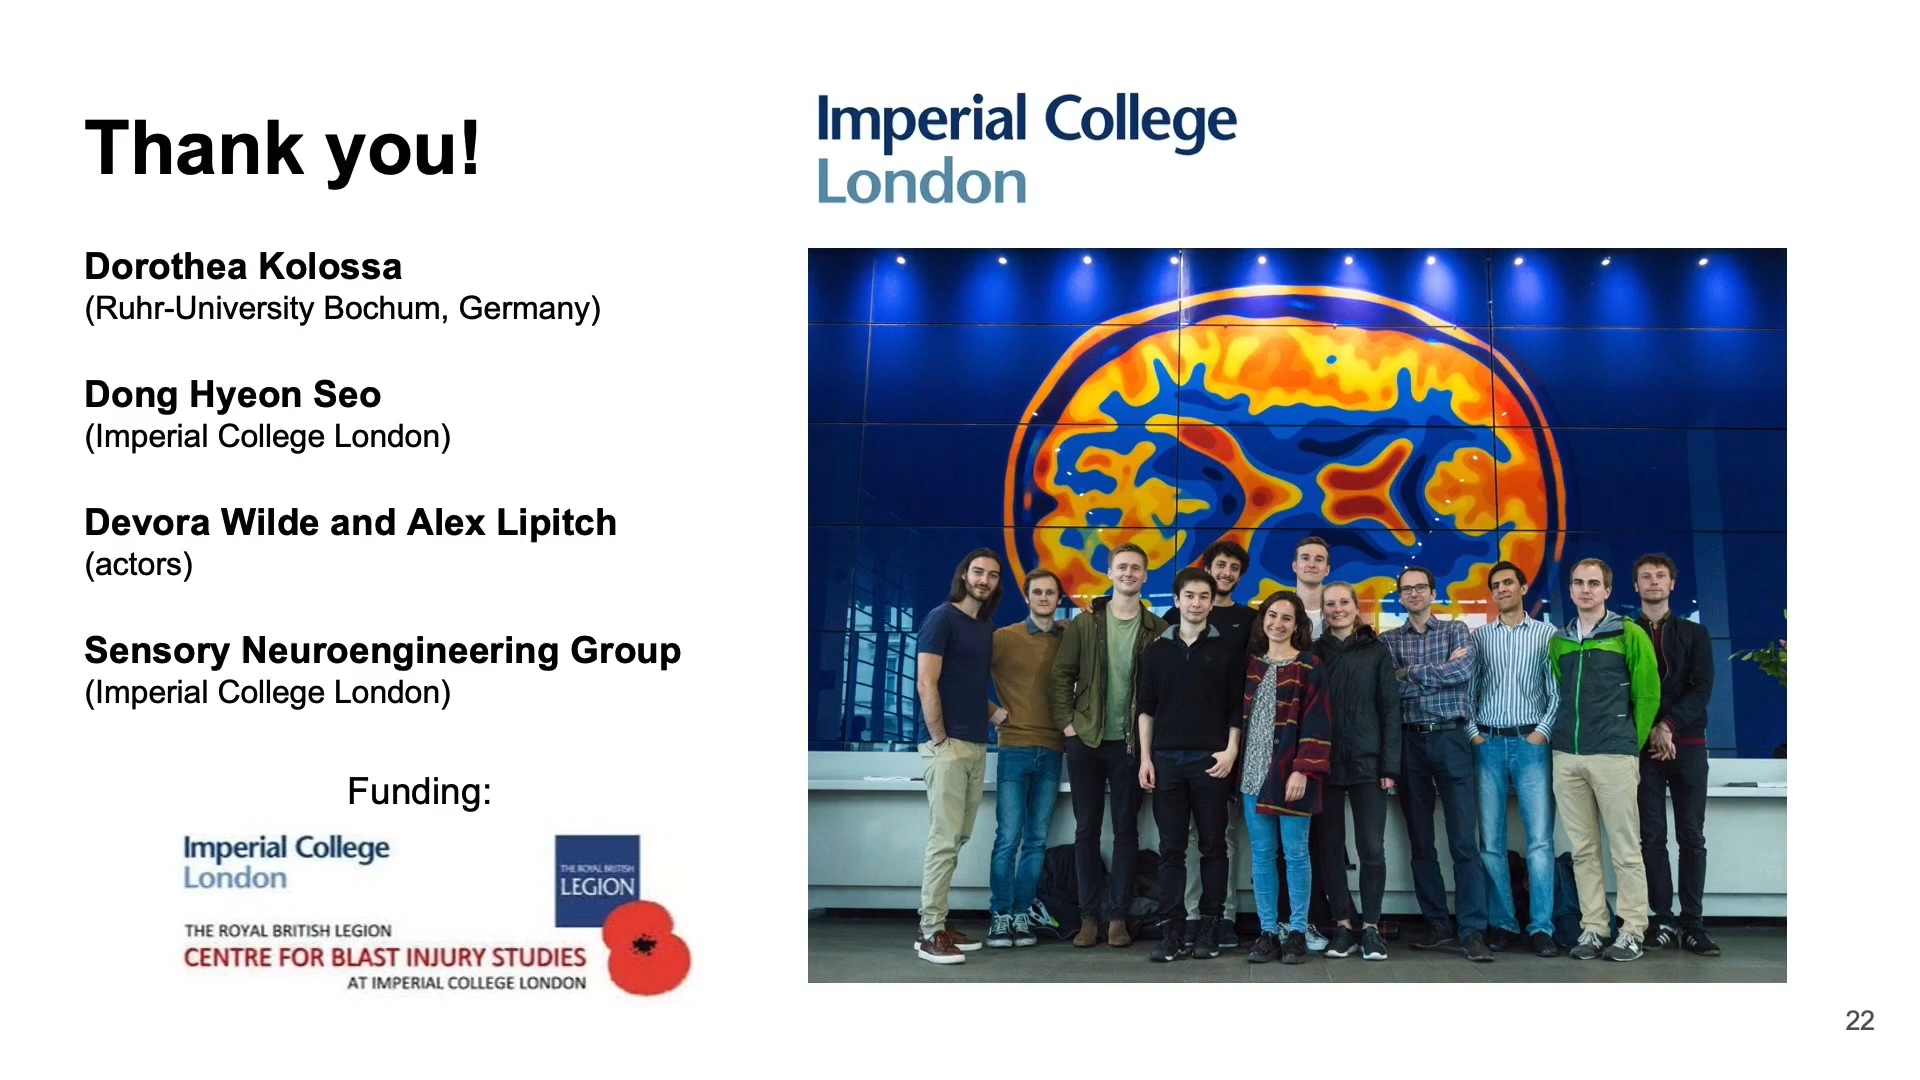 Thank you!
Dorothea Kolossa
(Ruhr-University Bochum, Germany)
Dong Hyeon Seo
(Imperial College London)
Devora Wilde and Alex Lipitch
(actors)
Sensory Neuroengineering Group
(Imperial College London)
Funding:
Imperial College
London
THE ROYAL BRITISH
LEGION
THE ROYAL BRITISH LEGION
CENTRE FOR BLAST INJURY STUDIES
AT IMPERIAL COLLEGE LONDON
Imperial College
London
22